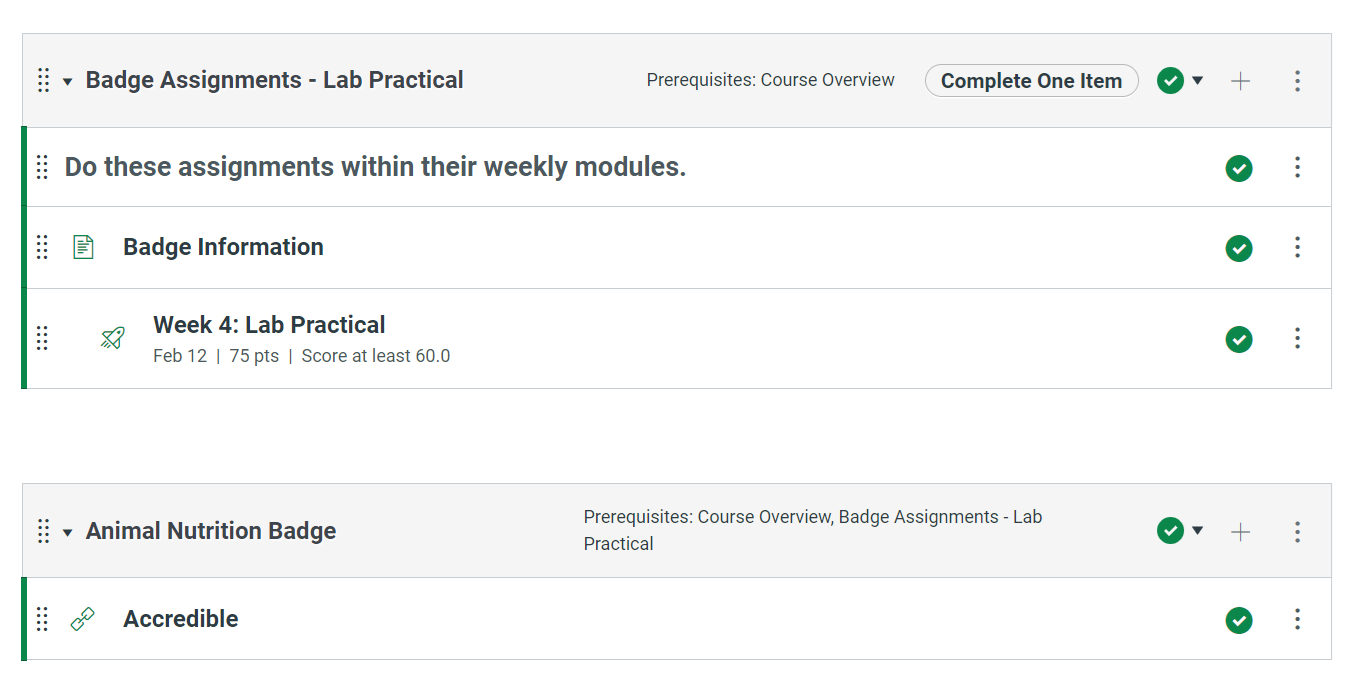 Badge Assignments - Lab Practical
Prerequisites: Course Overview
Complete One Item
Do these assignments within their weekly modules.
Badge Information
Week 4: Lab Practical
Feb 12 | 75 pts | Score at least 60.0
Animal Nutrition Badge
Prerequisites: Course Overview, Badge Assignments - Lab
Practical
Accredible